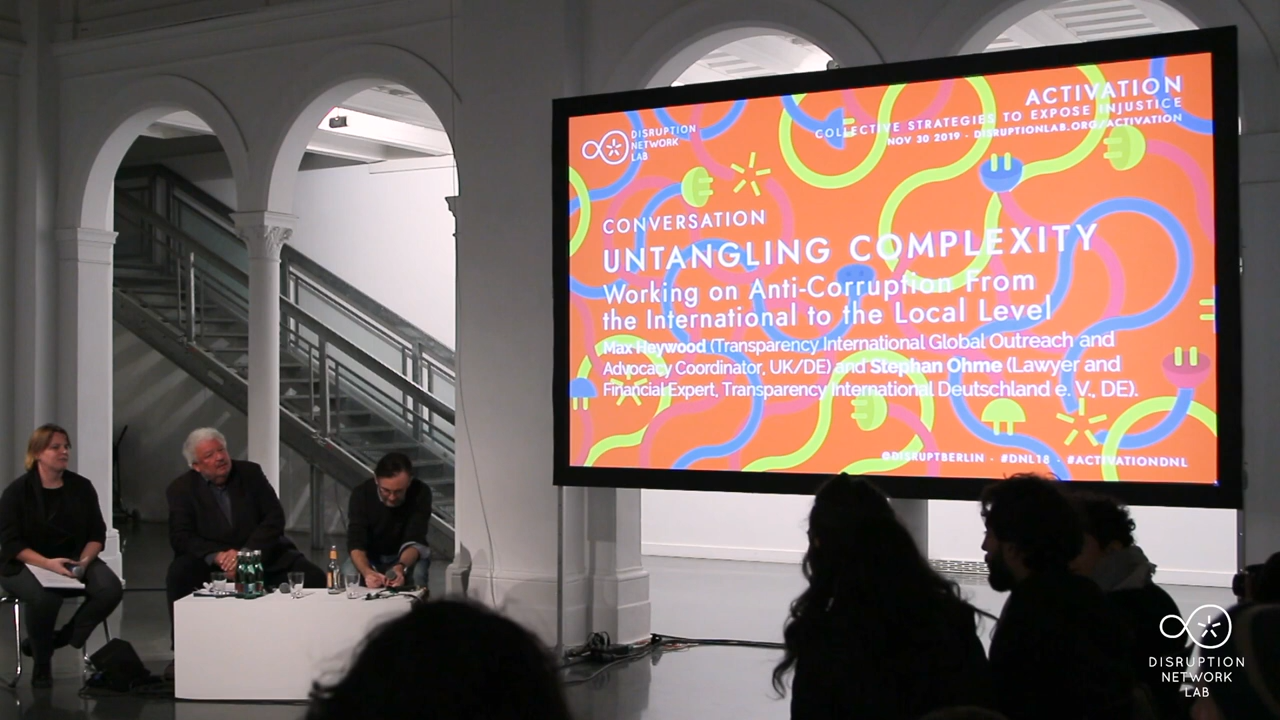 DISRUPTION
NETWORK
LAB
ACTIVATION
COLLECTIVE STRATEGIES TO EXPOSE INJUSTICE
NOV 30 2019 · DISRUPTIONLAB.ORG/ACTIVATION
CONVERSATION
UNTANGLING COMPLEXITY
Working on Anti-Corruption From
the International to the Local Level
Max Heywood (Transparency International Global Outreach and
Advocacy Coordinator, UK/DE) and Stephan Ohme (Lawyer and
Financial Expert, Transparency International Deutschland e. V., DE).
@DISRUPTBERLIN · #DNL18 · #ACTIVATIONDNL
DISRUPTION
NETWORK
LAB